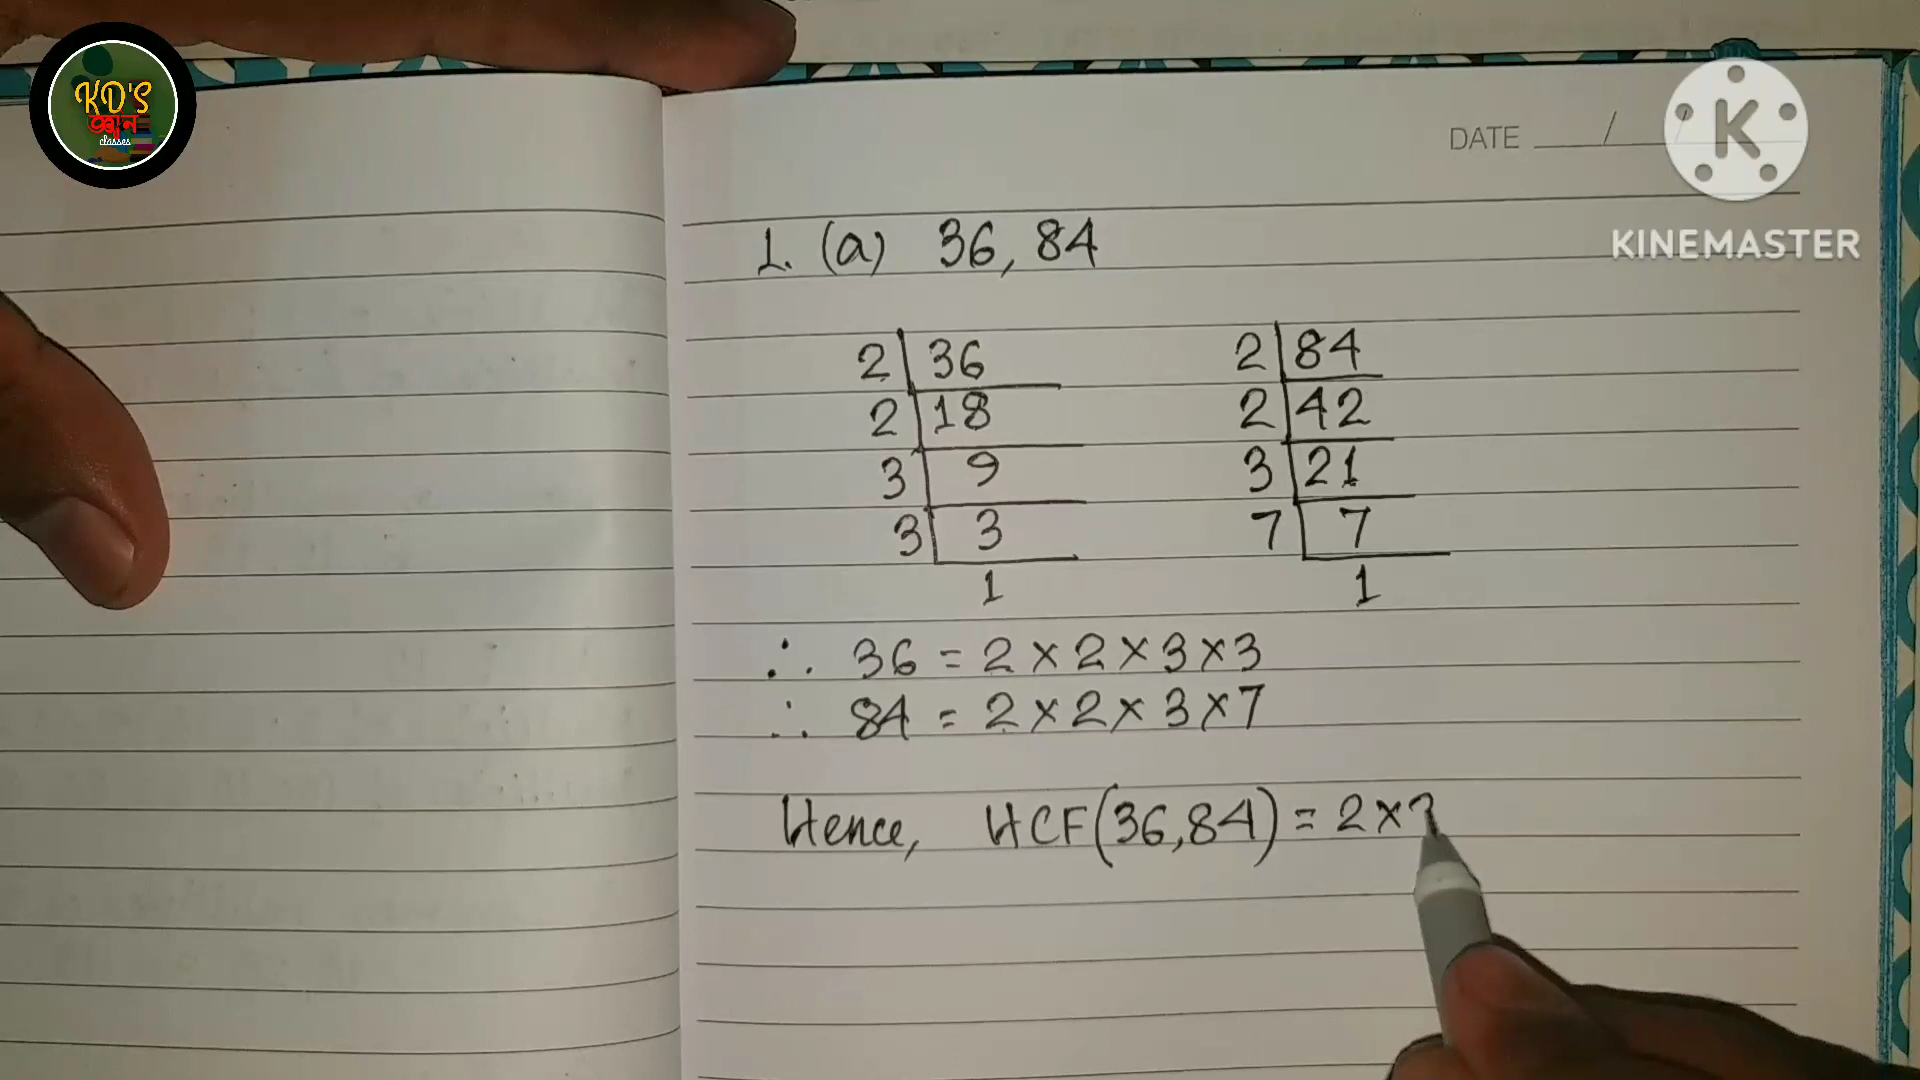 KD'S
জ্ঞান
classes
DATE / /
KINEMASTER
1. (a) 36, 84
2 | 36
2 | 18
3 | 9
3 | 3
1
2 | 84
2 | 42
3 | 21
7 | 7
1
∴ 36 = 2 × 2 × 3 × 3
∴ 84 = 2 × 2 × 3 × 7
Hence, HCF(36,84) = 2 ×